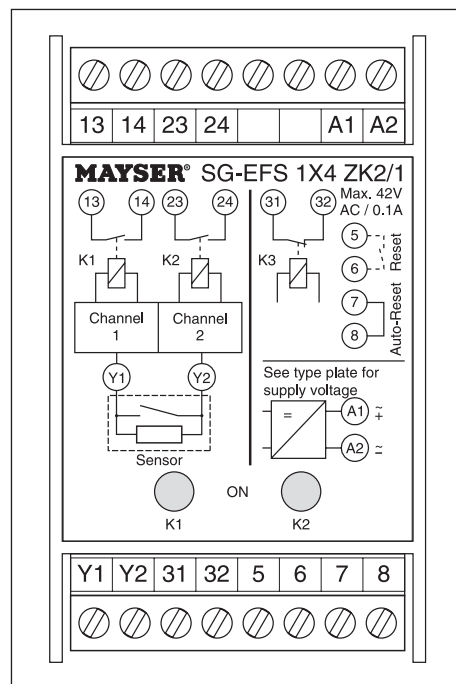 13 14 23 24 A1 A2
MAYSER® SG-EFS 1X4 ZK2/1
13 14 23 24 31 32 Max. 42V
AC / 0.1A
K1 K2 K3
5
6
Reset
7
8
Auto-Reset
Channel
1
Channel
2
Y1 Y2
Sensor
See type plate for
supply voltage
= A1 ~
+
A2 ~
-
ON
K1 K2
Y1 Y2 31 32 5 6 7 8